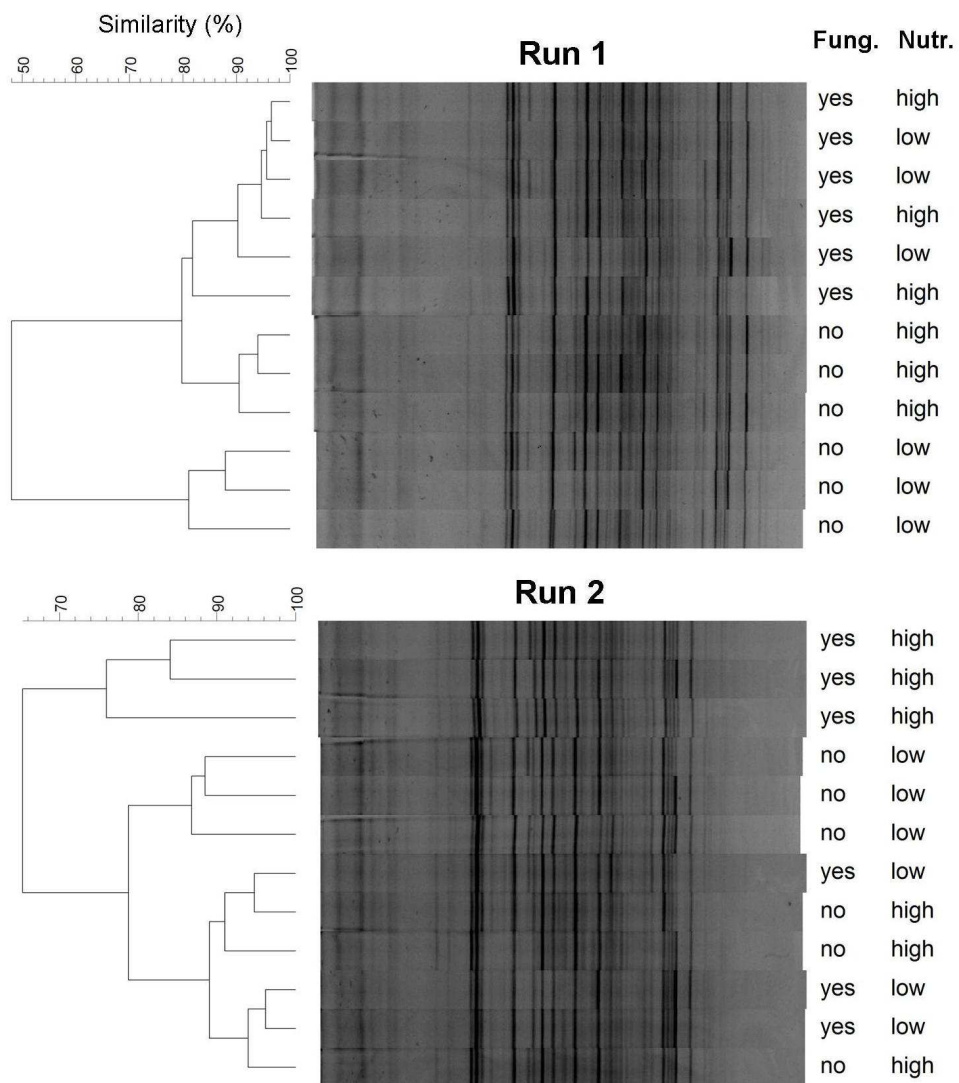 Similarity (%)
50 60 70 80 90 100
Run 1
Fung. Nutr.
yes high
yes low
yes low
yes high
yes low
yes high
no high
no high
no high
no low
no low
no low
Run 2
70 80 90 100
yes high
yes high
yes high
no low
no low
no low
yes low
no high
no high
yes low
yes low
no high